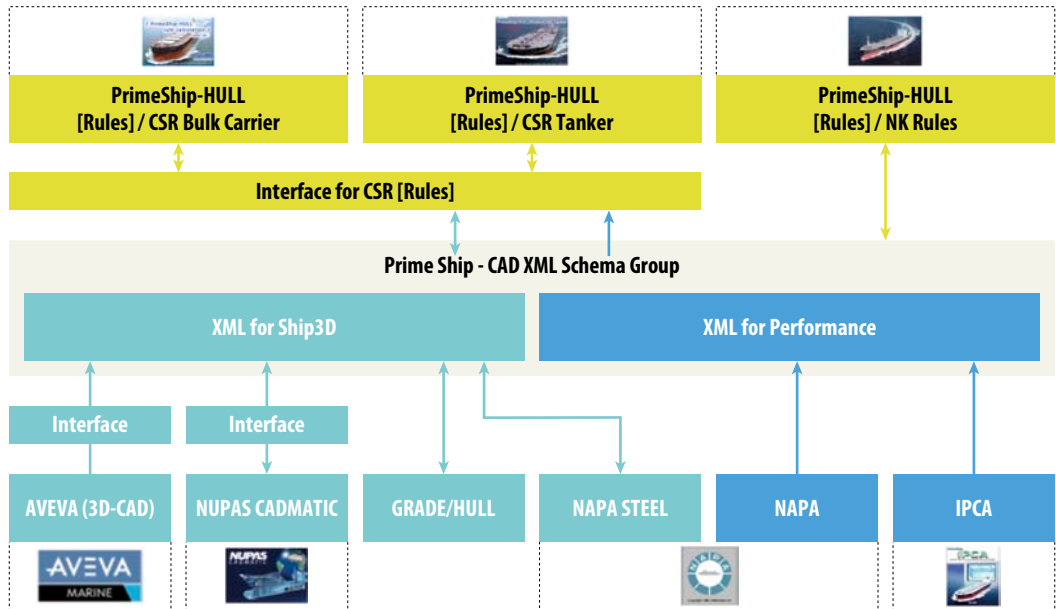 PrimeShip-HULL
[Rules] / CSR Bulk Carrier
PrimeShip-HULL
[Rules] / CSR Tanker
PrimeShip-HULL
[Rules] / NK Rules
Interface for CSR [Rules]
Prime Ship - CAD XML Schema Group
XML for Ship3D
XML for Performance
Interface
Interface
AVEVA (3D-CAD)
NUPAS CADMATIC
GRADE/HULL
NAPA STEEL
NAPA
IPCA
AVEVA
MARINE
NUPAS
CADMATIC
IPCA